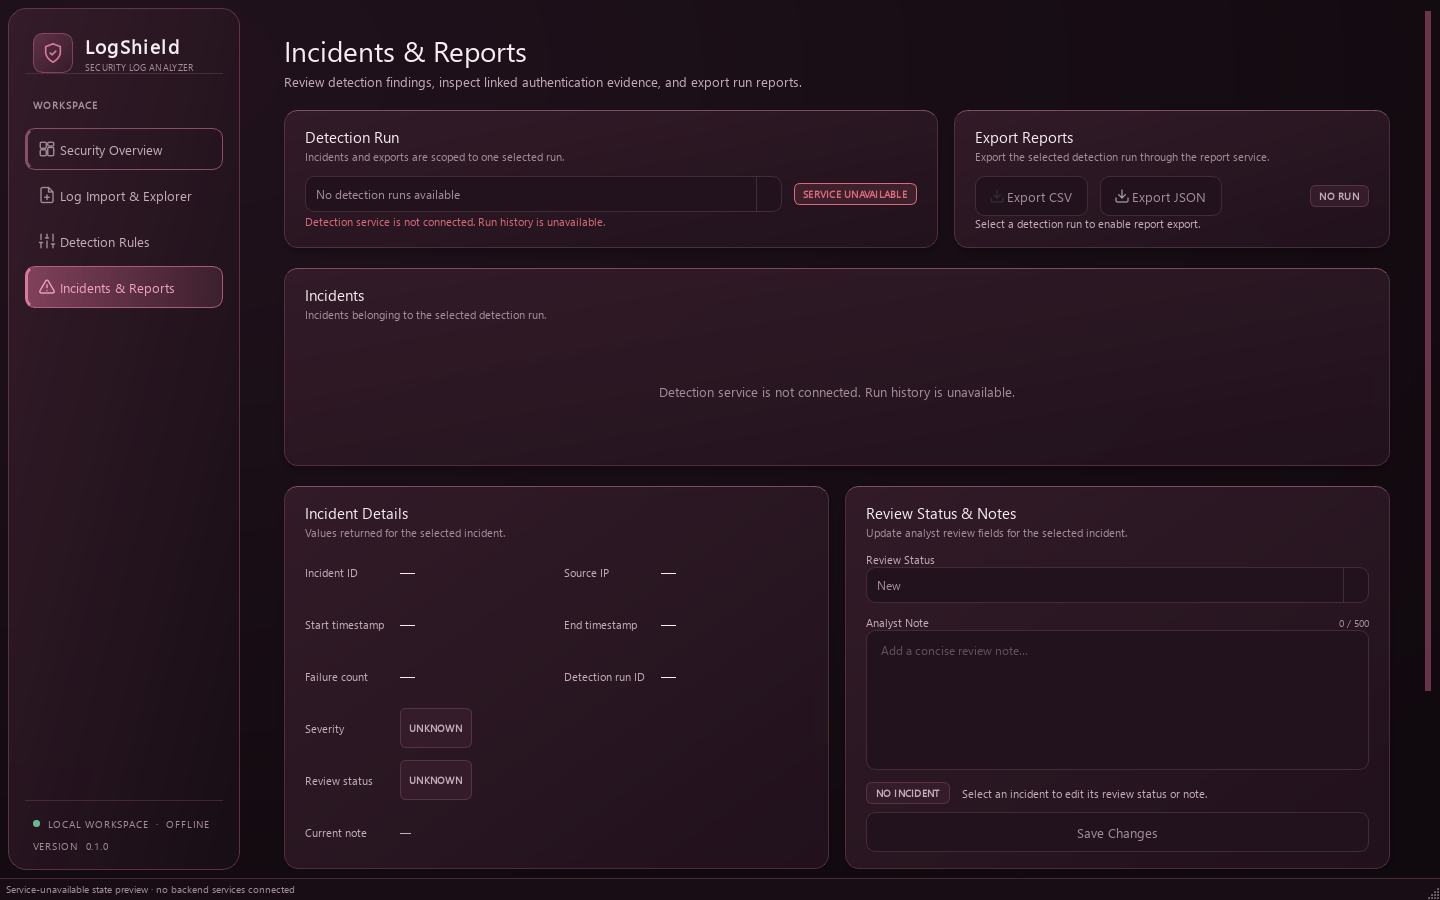 LogShield
SECURITY LOG ANALYZER
WORKSPACE
Security Overview
Log Import & Explorer
Detection Rules
Incidents & Reports
LOCAL WORKSPACE · OFFLINE
VERSION 0.1.0
Incidents & Reports
Review detection findings, inspect linked authentication evidence, and export run reports.
Detection Run
Incidents and exports are scoped to one selected run.
No detection runs available
SERVICE UNAVAILABLE
Detection service is not connected. Run history is unavailable.
Export Reports
Export the selected detection run through the report service.
Export CSV
Export JSON
NO RUN
Select a detection run to enable report export.
Incidents
Incidents belonging to the selected detection run.
Detection service is not connected. Run history is unavailable.
Incident Details
Values returned for the selected incident.
Incident ID —
Source IP —
Start timestamp —
End timestamp —
Failure count —
Detection run ID —
Severity UNKNOWN
Review status UNKNOWN
Current note —
Review Status & Notes
Update analyst review fields for the selected incident.
Review Status
New
Analyst Note 0 / 500
Add a concise review note...
NO INCIDENT Select an incident to edit its review status or note.
Save Changes
Service-unavailable state preview · no backend services connected